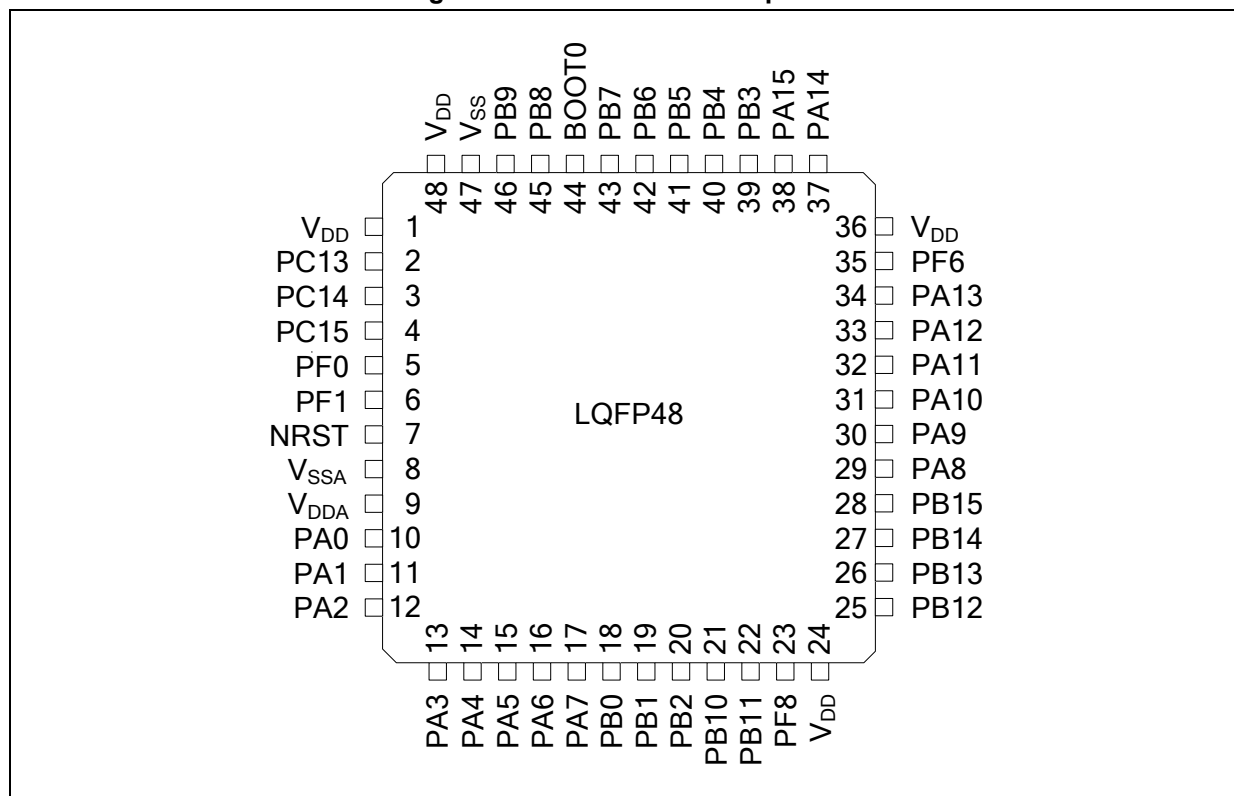 VDD
VSS
PB9
PB8
BOOT0
PB7
PB6
PB5
PB4
PB3
PA15
PA14
48
47
46
45
44
43
42
41
40
39
38
37
VDD 1
PC13 2
PC14 3
PC15 4
PF0 5
PF1 6
NRST 7
VSSA 8
VDDA 9
PA0 10
PA1 11
PA2 12
LQFP48
36 VDD
35 PF6
34 PA13
33 PA12
32 PA11
31 PA10
30 PA9
29 PA8
28 PB15
27 PB14
26 PB13
25 PB12
13
14
15
16
17
18
19
20
21
22
23
24
PA3
PA4
PA5
PA6
PA7
PB0
PB1
PB2
PB10
PB11
PF8
VDD